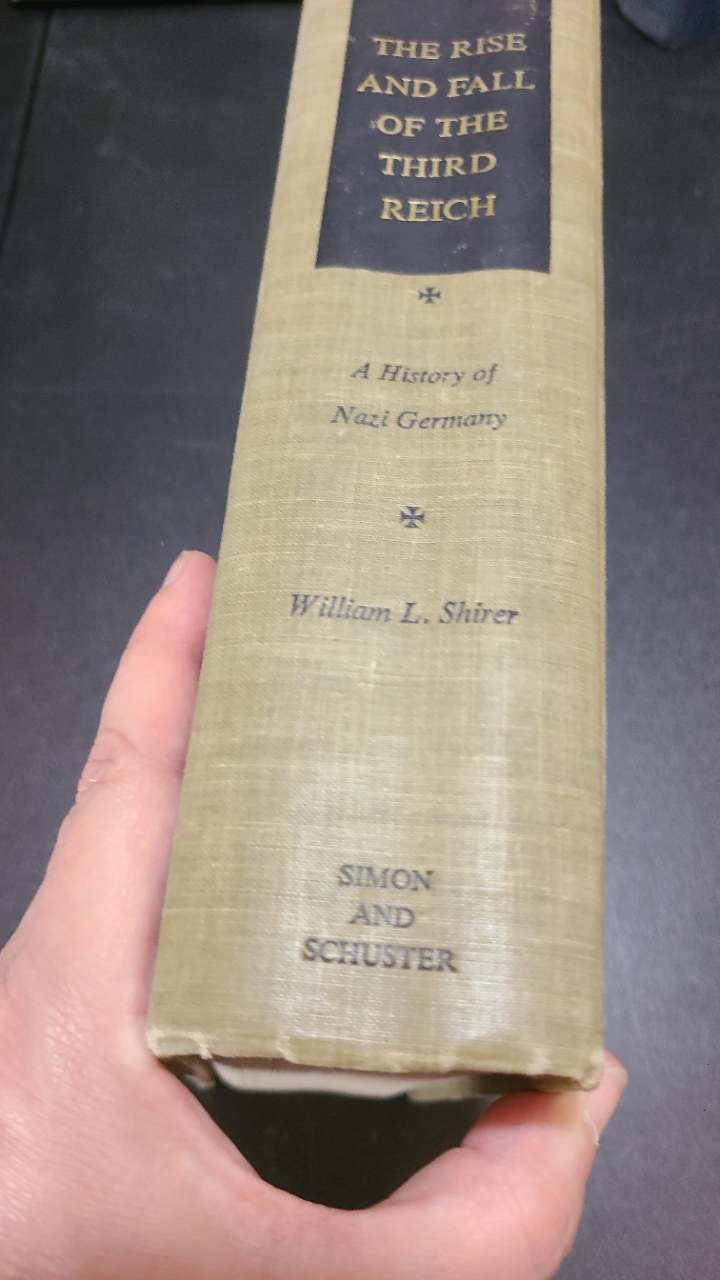 THE RISE
AND FALL
OF THE
THIRD
REICH
A History of
Nazi Germany
William L. Shirer
SIMON
AND
SCHUSTER